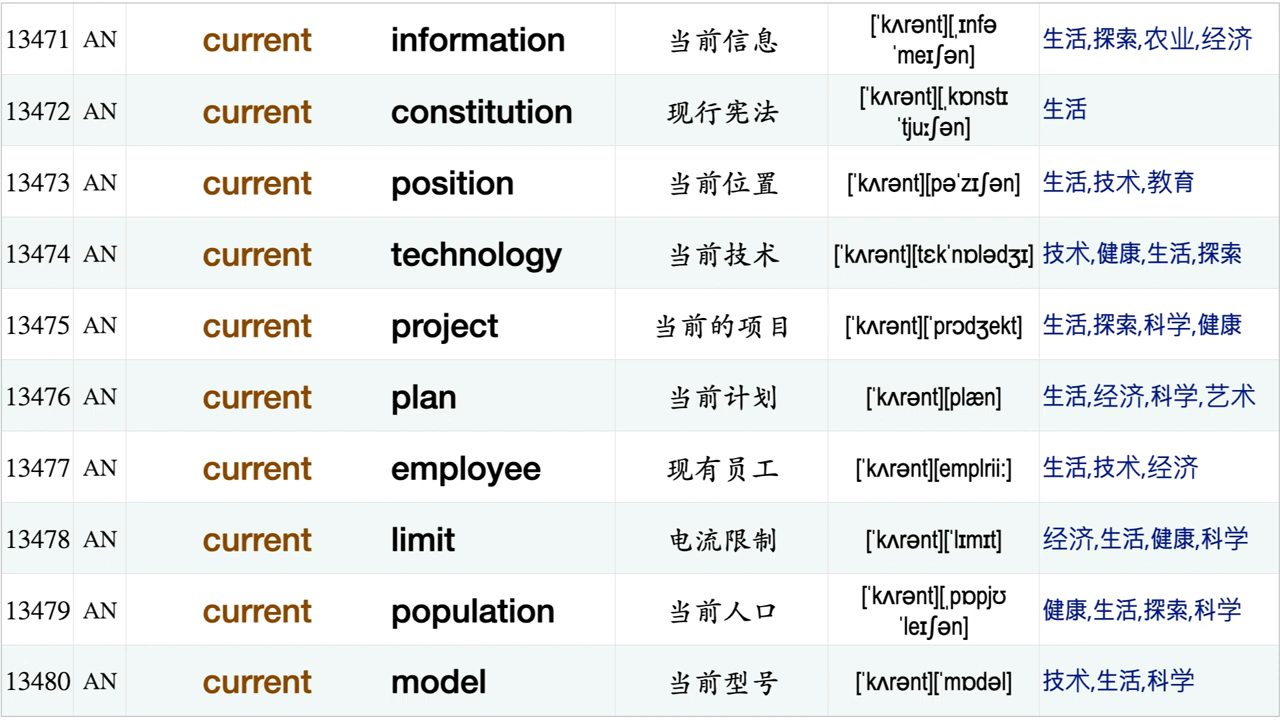 13471 AN current information 当前信息 [ˈkʌrənt][ˌɪnfə 生活,探索,农业,经济
ˈmeɪʃən]
13472 AN current constitution 现行宪法 [ˈkʌrənt][ˌkɒnstɪ 生活
ˈtjuːʃən]
13473 AN current position 当前位置 [ˈkʌrənt][pəˈzɪʃən] 生活,技术,教育
13474 AN current technology 当前技术 [ˈkʌrənt][tɛkˈnɒlədʒɪ] 技术,健康,生活,探索
13475 AN current project 当前的项目 [ˈkʌrənt][ˈprɔdʒekt] 生活,探索,科学,健康
13476 AN current plan 当前计划 [ˈkʌrənt][plæn] 生活,经济,科学,艺术
13477 AN current employee 现有员工 [ˈkʌrənt][emplrii:] 生活,技术,经济
13478 AN current limit 电流限制 [ˈkʌrənt][ˈlɪmɪt] 经济,生活,健康,科学
13479 AN current population 当前人口 [ˈkʌrənt][ˌpɒpjʊ 健康,生活,探索,科学
ˈleɪʃən]
13480 AN current model 当前型号 [ˈkʌrənt][ˈmɒdəl] 技术,生活,科学